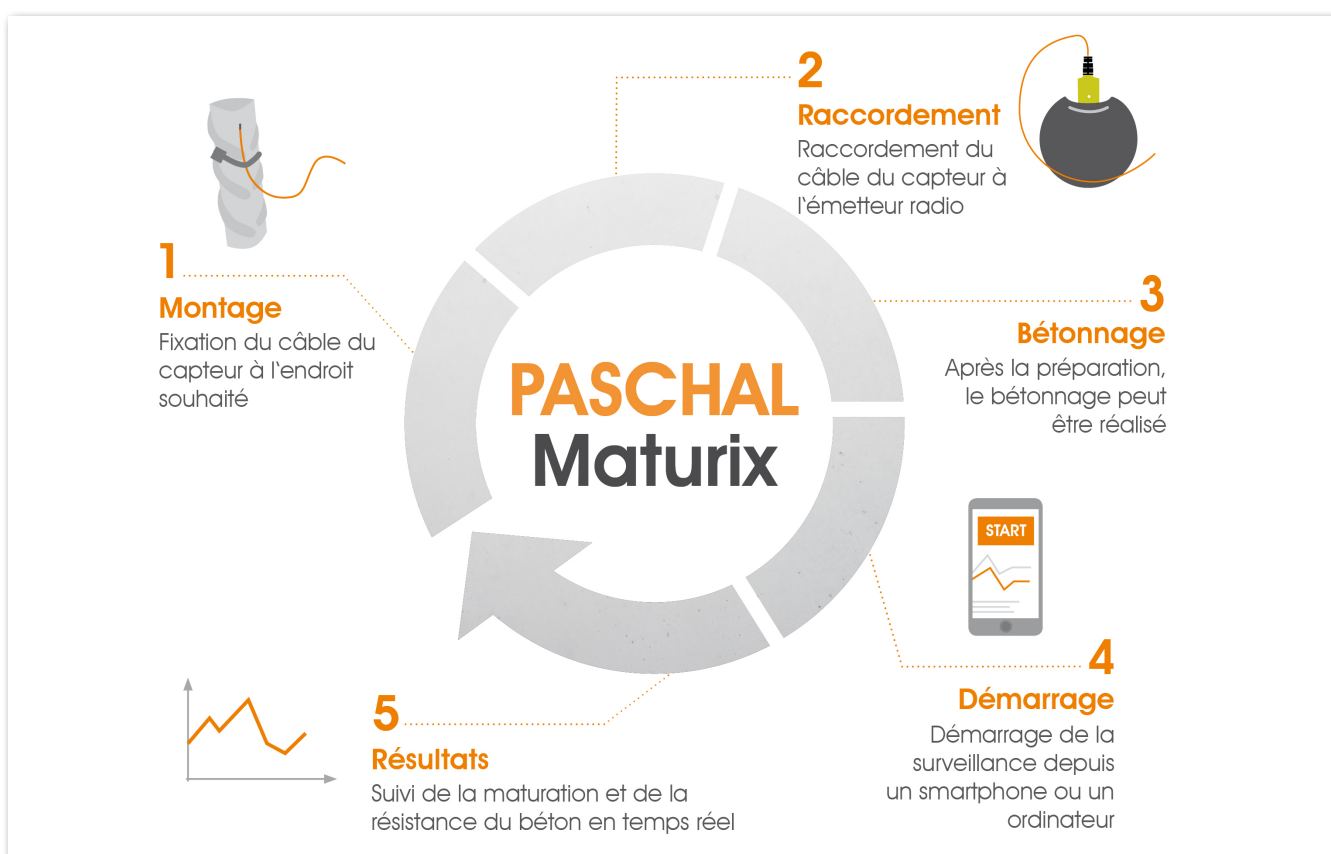 1
Montage
Fixation du câble du
capteur à l‘endroit
souhaité
2
Raccordement
Raccordement du
câble du capteur à
l‘émetteur radio
3
Bétonnage
Après la préparation,
le bétonnage peut
être réalisé
PASCHAL
Maturix
START
4
Démarrage
Démarrage de la
surveillance depuis
un smartphone ou un
ordinateur
5
Résultats
Suivi de la maturation et de la
résistance du béton en temps réel